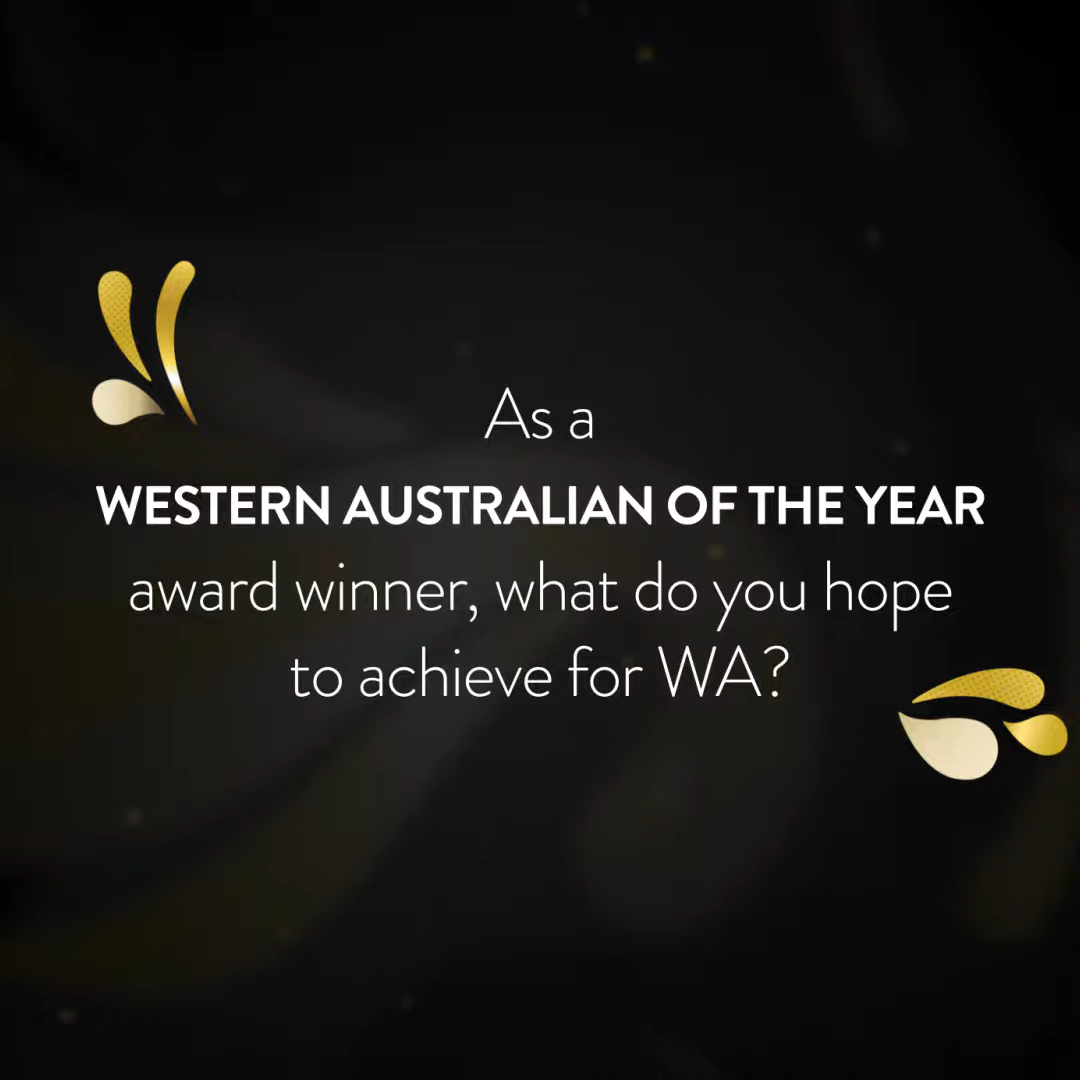 As a
WESTERN AUSTRALIAN OF THE YEAR
award winner, what do you hope
to achieve for WA?